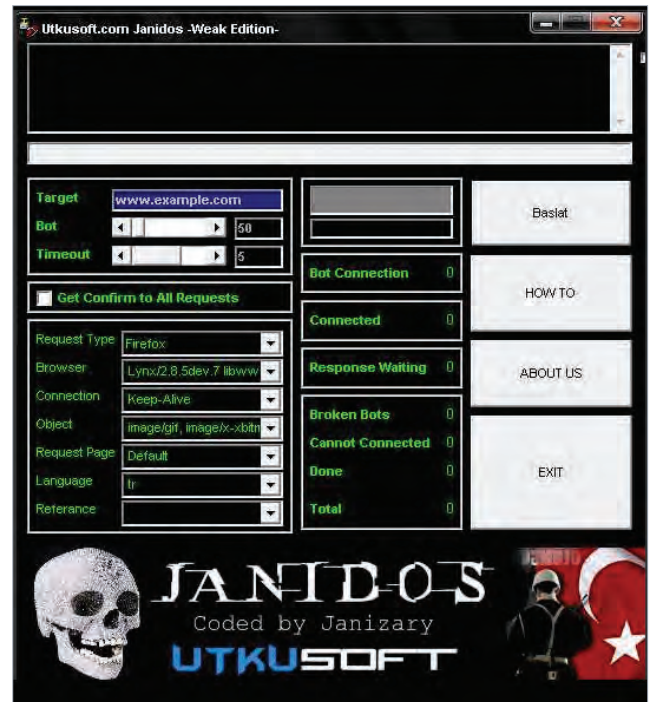 Utkusoft.com Janidos -Weak Edition-
Target www.example.com
Bot 50
Timeout 5
Get Confirm to All Requests
Request Type Firefox
Browser Lynx/2.8.5dev.7 libww
Connection Keep-Alive
Object image/gif, image/x-xbitm
Request Page Default
Language tr
Referance
Bot Connection 0
Connected 0
Response Waiting 0
Broken Bots 0
Cannot Connected 0
Done 0
Total 0
Baslat
HOW TO
ABOUT US
EXIT
JANIDOS
Coded by Janizary
UTKUSOFT